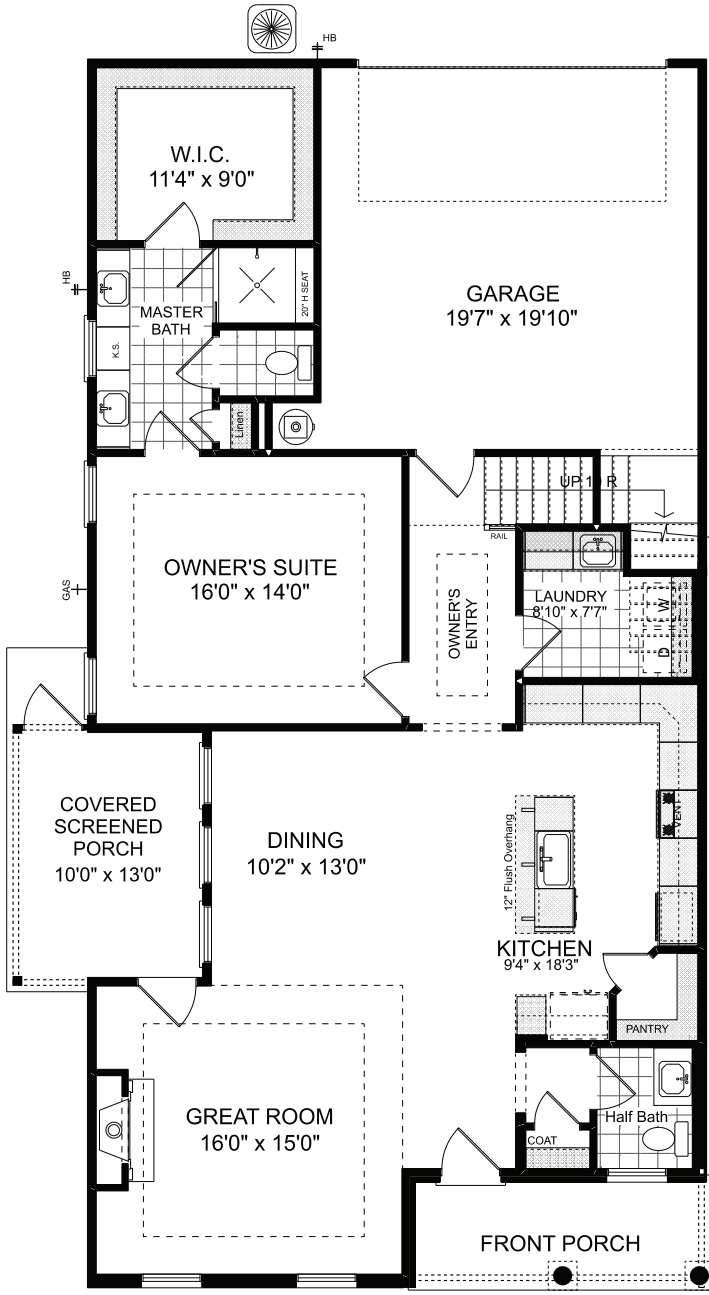 HB
W.I.C.
11'4" x 9'0"
HB
MASTER
BATH
20" H SEAT
GARAGE
19'7" x 19'10"
K.S.
Linen
UP 19 R
RAIL
OWNER'S SUITE
16'0" x 14'0"
GAS
OWNER'S
ENTRY
LAUNDRY
8'10" x 7'7"
W
D
COVERED
SCREENED
PORCH
10'0" x 13'0"
DINING
10'2" x 13'0"
12" Flush Overhang
VENT
KITCHEN
9'4" x 18'3"
PANTRY
GREAT ROOM
16'0" x 15'0"
Half Bath
COAT
FRONT PORCH